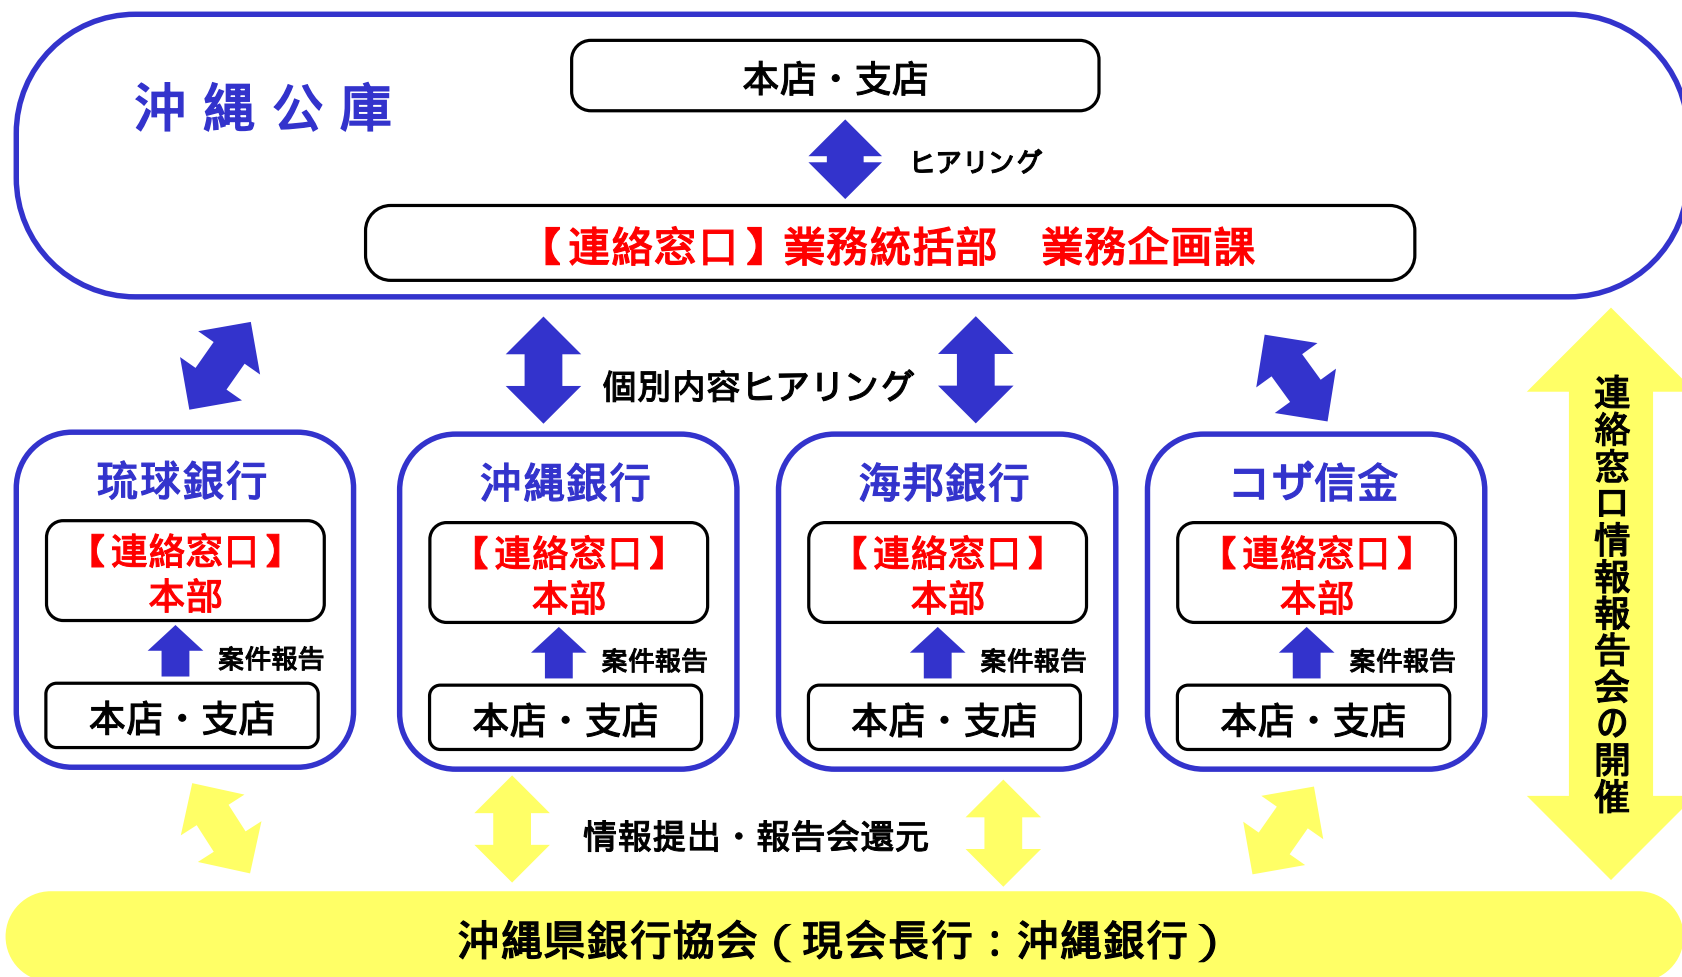 沖縄公庫
本店・支店
ヒアリング
【連絡窓口】業務統括部　業務企画課
個別内容ヒアリング
琉球銀行
【連絡窓口】
本部
案件報告
本店・支店
沖縄銀行
【連絡窓口】
本部
案件報告
本店・支店
海邦銀行
【連絡窓口】
本部
案件報告
本店・支店
コザ信金
【連絡窓口】
本部
案件報告
本店・支店
連絡窓口情報報告会の開催
情報提出・報告会還元
沖縄県銀行協会（現会長行：沖縄銀行）